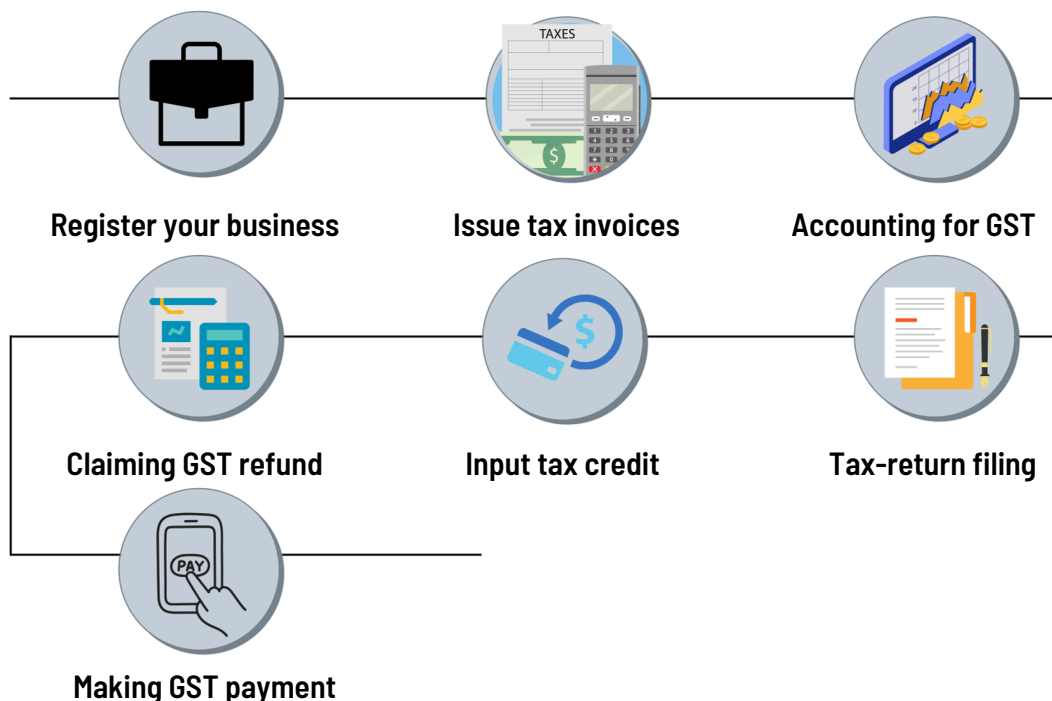 TAXES
Register your business
Issue tax invoices
Accounting for GST
Claiming GST refund
Input tax credit
Tax-return filing
PAY
Making GST payment